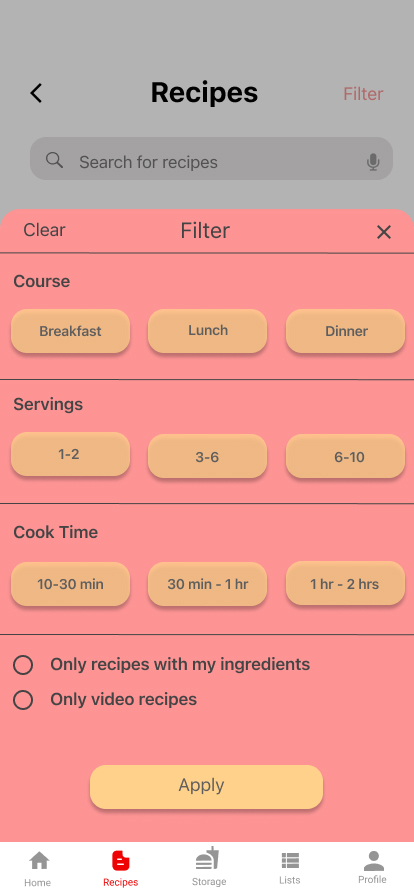 Recipes
Filter
Search for recipes
Clear
Filter
Course
Breakfast
Lunch
Dinner
Servings
1-2
3-6
6-10
Cook Time
10-30 min
30 min - 1 hr
1 hr - 2 hrs
Only recipes with my ingredients
Only video recipes
Apply
Home
Recipes
Storage
Lists
Profile